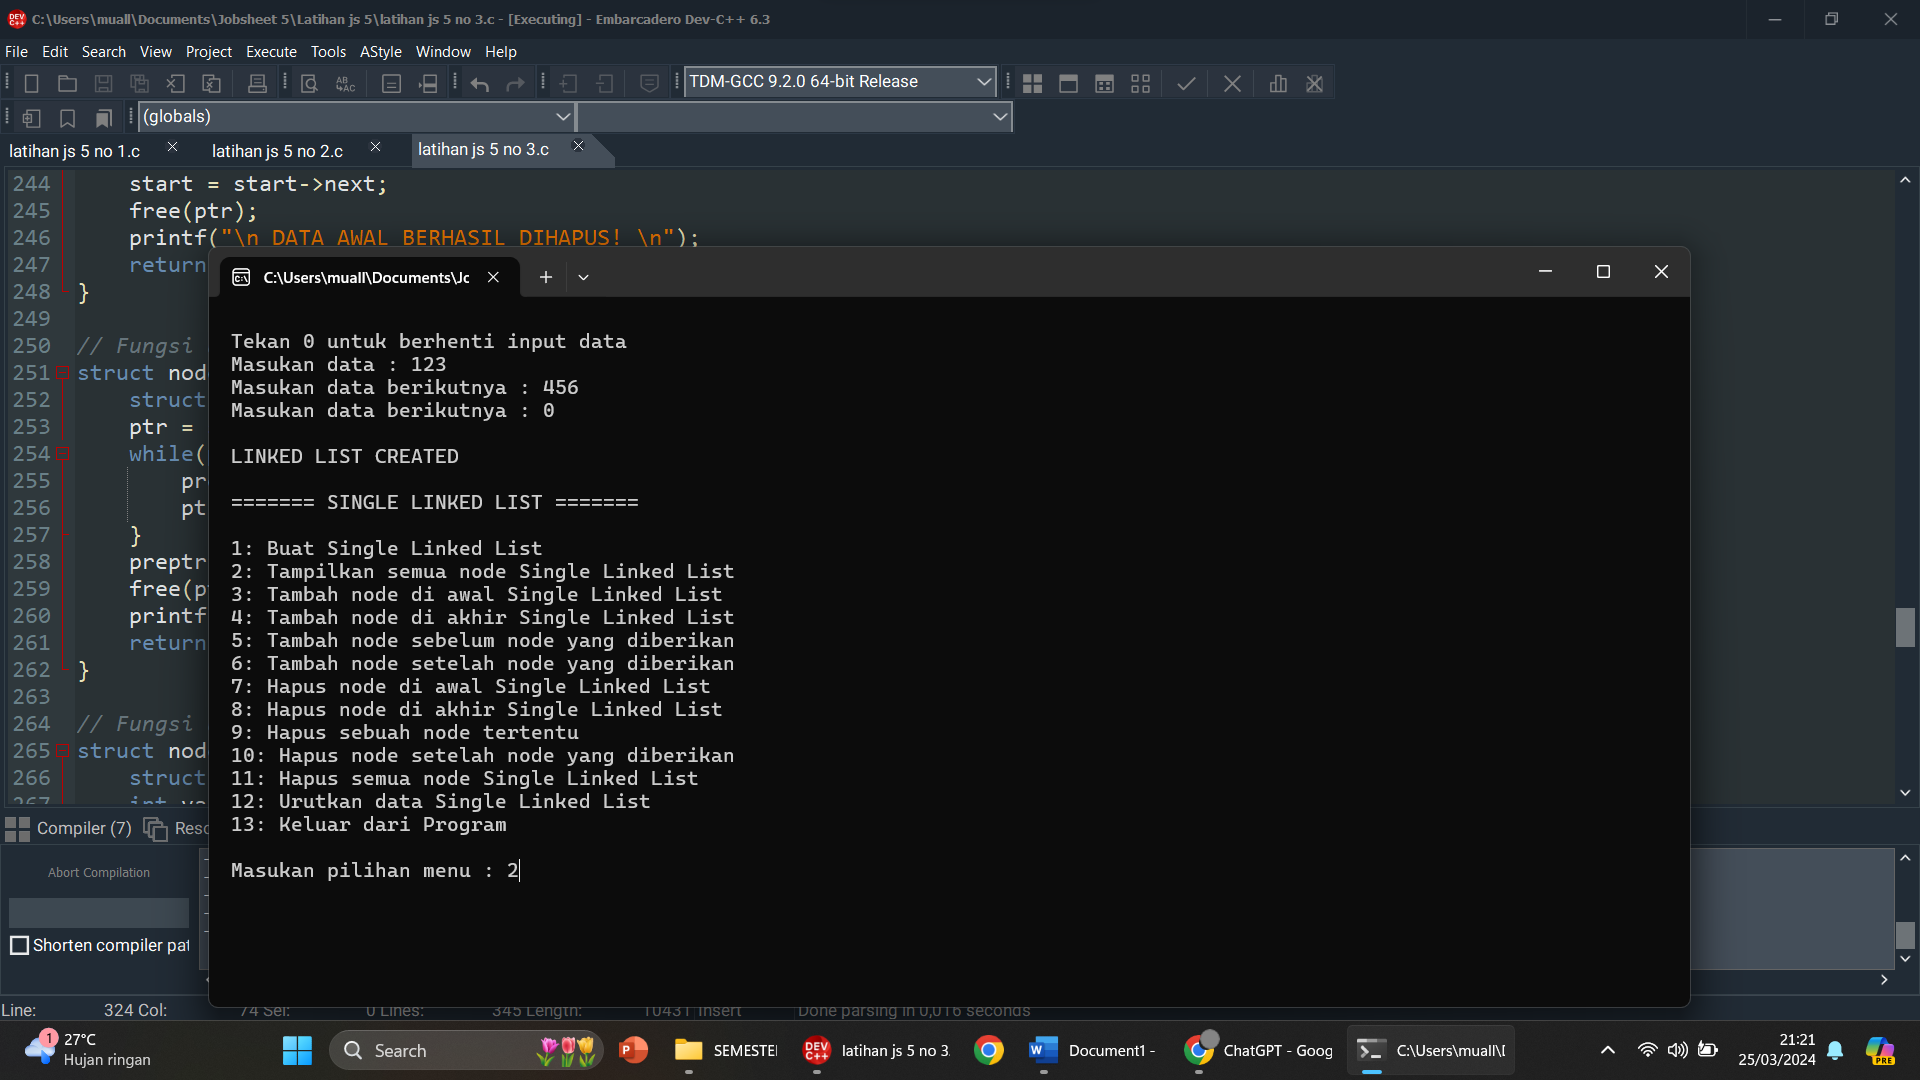 C:\Users\muall\Documents\Jobsheet 5\Latihan js 5\latihan js 5 no 3.c - [Executing] - Embarcadero Dev-C++ 6.3
File Edit Search View Project Execute Tools AStyle Window Help
TDM-GCC 9.2.0 64-bit Release
(globals)
latihan js 5 no 1.c latihan js 5 no 2.c latihan js 5 no 3.c
244 start = start->next;
245 free(ptr);
246 printf("\n DATA AWAL BERHASIL DIHAPUS! \n");
247 return
248 }
249
250 // Fungsi
251 struct nod
252 struct
253 ptr =
254 while(
255 pr
256 pt
257 }
258 preptr
259 free(p
260 printf
261 return
262 }
263
264 // Fungsi
265 struct nod
266 struct
C:\Users\muall\Documents\Jc
Tekan 0 untuk berhenti input data
Masukan data : 123
Masukan data berikutnya : 456
Masukan data berikutnya : 0
LINKED LIST CREATED
======= SINGLE LINKED LIST =======
1: Buat Single Linked List
2: Tampilkan semua node Single Linked List
3: Tambah node di awal Single Linked List
4: Tambah node di akhir Single Linked List
5: Tambah node sebelum node yang diberikan
6: Tambah node setelah node yang diberikan
7: Hapus node di awal Single Linked List
8: Hapus node di akhir Single Linked List
9: Hapus sebuah node tertentu
10: Hapus node setelah node yang diberikan
11: Hapus semua node Single Linked List
12: Urutkan data Single Linked List
13: Keluar dari Program
Masukan pilihan menu : 2
Compiler (7) Reso
Abort Compilation
Shorten compiler pat
Line: 324 Col: 74 Sel: 0 Lines: 345 Length: 10431 Insert Done parsing in 0,016 seconds
1 27°C
Hujan ringan
Search
SEMESTE
latihan js 5 no 3.
Document1 -
ChatGPT - Goog
C:\Users\muall\D
21:21
25/03/2024
PRE